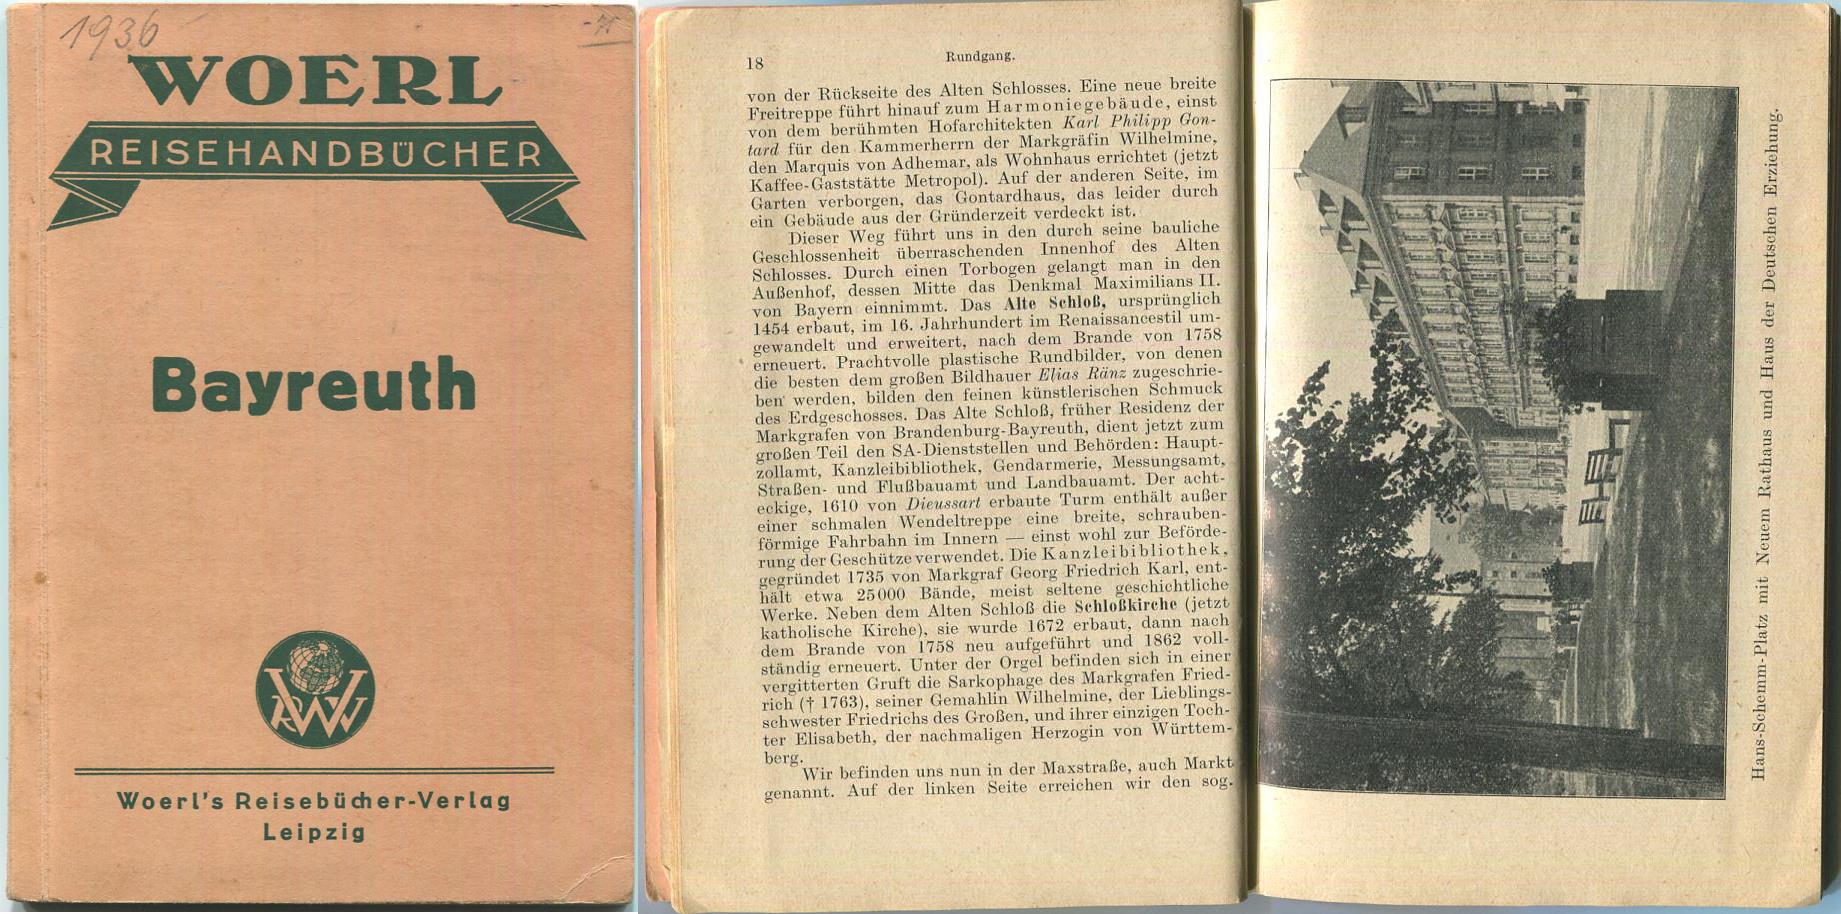 1936
-71
WOERL
REISEHANDBÜCHER
Bayreuth
RWV
Woerl's Reisebücher-Verlag
Leipzig
18
Rundgang.
von der Rückseite des Alten Schlosses. Eine neue breite
Freitreppe führt hinauf zum Harmoniegebäude, einst
von dem berühmten Hofarchitekten Karl Philipp Gon-
tard für den Kammerherrn der Markgräfin Wilhelmine,
den Marquis von Adhemar, als Wohnhaus errichtet (jetzt
Kaffee-Gaststätte Metropol). Auf der anderen Seite, im
Garten verborgen, das Gontardhaus, das leider durch
ein Gebäude aus der Gründerzeit verdeckt ist.
Dieser Weg führt uns in den durch seine bauliche
Geschlossenheit überraschenden Innenhof des Alten
Schlosses. Durch einen Torbogen gelangt man in den
Außenhof, dessen Mitte das Denkmal Maximilians II.
von Bayern einnimmt. Das Alte Schloß, ursprünglich
1454 erbaut, im 16. Jahrhundert im Renaissancestil um-
gewandelt und erweitert, nach dem Brande von 1758
erneuert. Prachtvolle plastische Rundbilder, von denen
die besten dem großen Bildhauer Elias Ränz zugeschrie-
ben werden, bilden den feinen künstlerischen Schmuck
des Erdgeschosses. Das Alte Schloß, früher Residenz der
Markgrafen von Brandenburg-Bayreuth, dient jetzt zum
großen Teil den SA-Dienststellen und Behörden: Haupt-
zollamt, Kanzleibibliothek, Gendarmerie, Messungsamt,
Straßen- und Flußbauamt und Landbauamt. Der acht-
eckige, 1610 von Dieussart erbaute Turm enthält außer
einer schmalen Wendeltreppe eine breite, schrauben-
förmige Fahrbahn im Innern — einst wohl zur Beförde-
rung der Geschütze verwendet. Die Kanzleibibliothek,
gegründet 1735 von Markgraf Georg Friedrich Karl, ent-
hält etwa 25000 Bände, meist seltene geschichtliche
Werke. Neben dem Alten Schloß die Schloßkirche (jetzt
katholische Kirche), sie wurde 1672 erbaut, dann nach
dem Brande von 1758 neu aufgeführt und 1862 voll-
ständig erneuert. Unter der Orgel befinden sich in einer
vergitterten Gruft die Sarkophage des Markgrafen Fried-
rich († 1763), seiner Gemahlin Wilhelmine, der Lieblings-
schwester Friedrichs des Großen, und ihrer einzigen Toch-
ter Elisabeth, der nachmaligen Herzogin von Württem-
berg.
Wir befinden uns nun in der Maxstraße, auch Markt
genannt. Auf der linken Seite erreichen wir den sog.
Hans-Schemm-Platz mit Neuem Rathaus und Haus der Deutschen Erziehung.